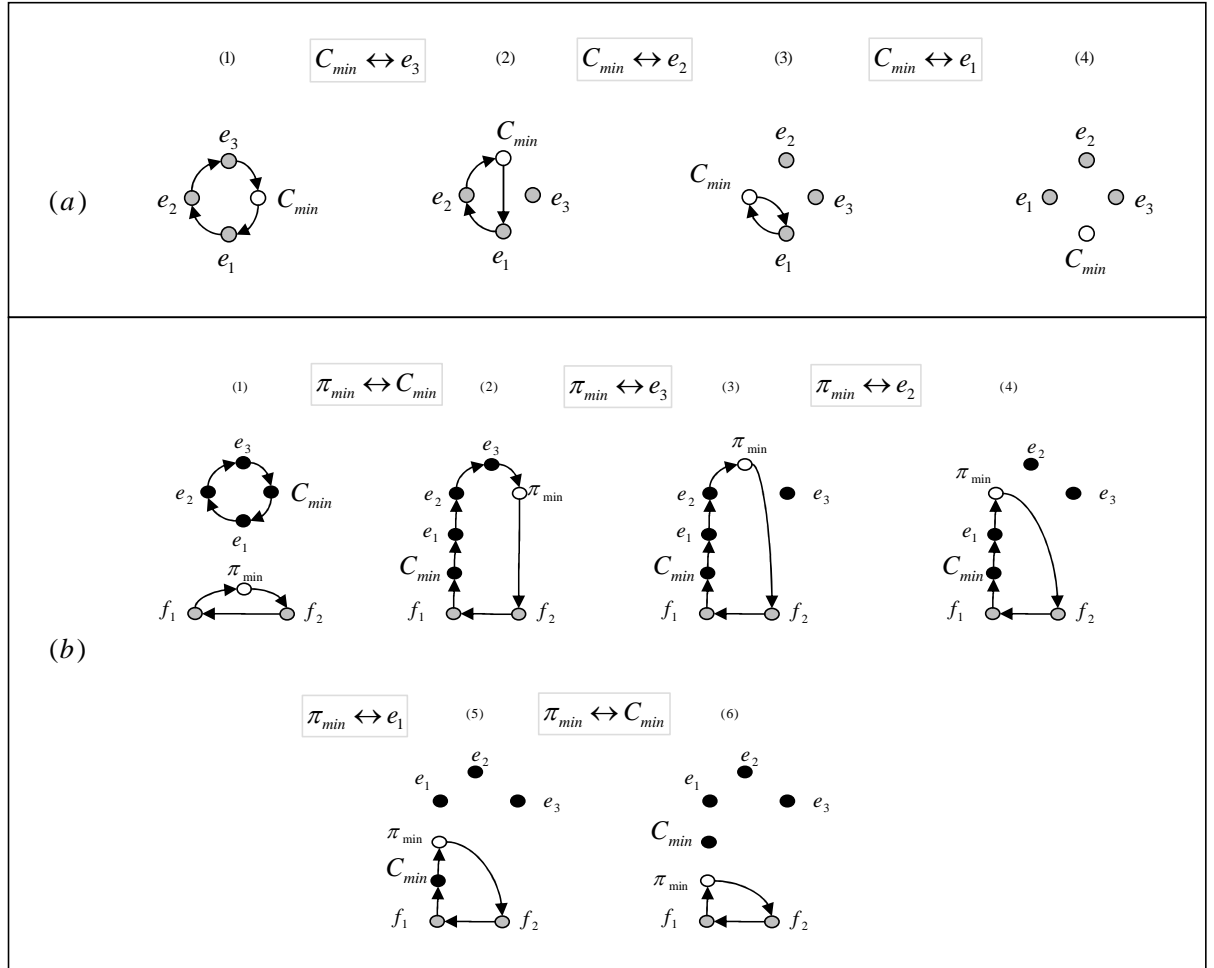 (1) C_min ↔ e_3 (2) C_min ↔ e_2 (3) C_min ↔ e_1 (4)
e_3 C_min e_2 e_2
(a) e_2 C_min e_2 e_3 C_min e_3 e_1 e_3
e_1 e_1 e_1 C_min
(1) π_min ↔ C_min (2) π_min ↔ e_3 (3) π_min ↔ e_2 (4)
e_3 e_3 π_min e_2
e_2 C_min e_2 π_min e_2 e_3 π_min e_3
e_1 e_1 e_1 e_1
π_min C_min C_min C_min
f_1 f_2 f_1 f_2 f_1 f_2 f_1 f_2
(b)
π_min ↔ e_1 (5) π_min ↔ C_min (6)
e_2 e_2
e_1 e_3 e_1 e_3
π_min C_min
C_min π_min
f_1 f_2 f_1 f_2